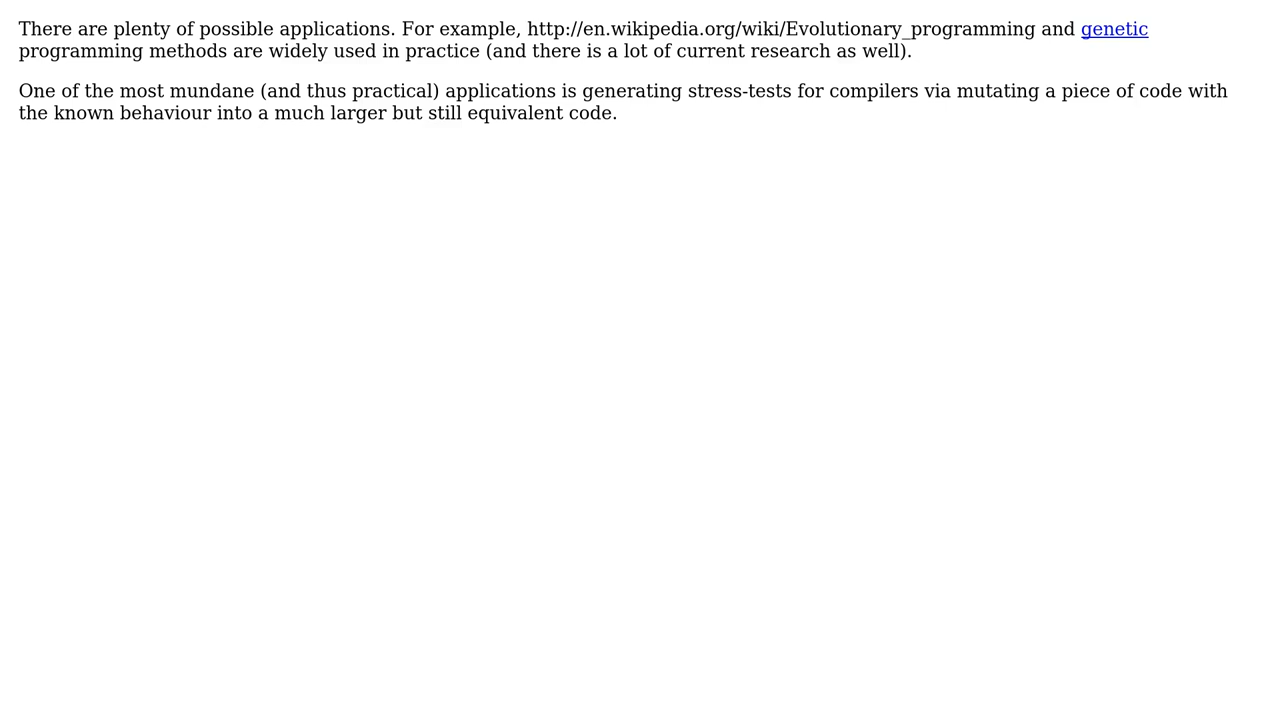 There are plenty of possible applications. For example, http://en.wikipedia.org/wiki/Evolutionary_programming and genetic
programming methods are widely used in practice (and there is a lot of current research as well).
One of the most mundane (and thus practical) applications is generating stress-tests for compilers via mutating a piece of code with
the known behaviour into a much larger but still equivalent code.